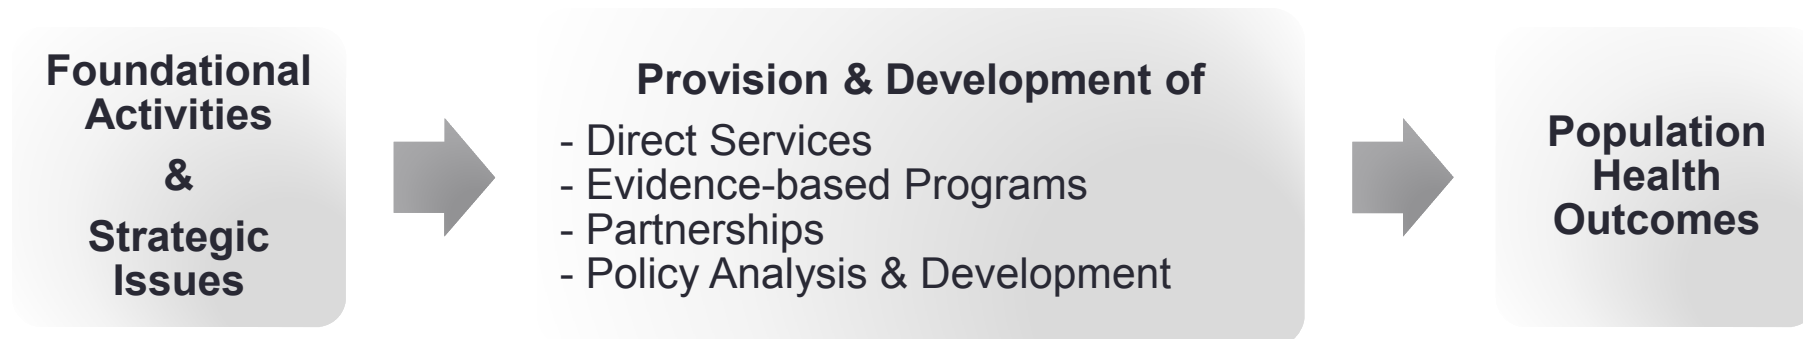 Foundational
Activities
&
Strategic
Issues
Provision & Development of
- Direct Services
- Evidence-based Programs
- Partnerships
- Policy Analysis & Development
Population
Health
Outcomes